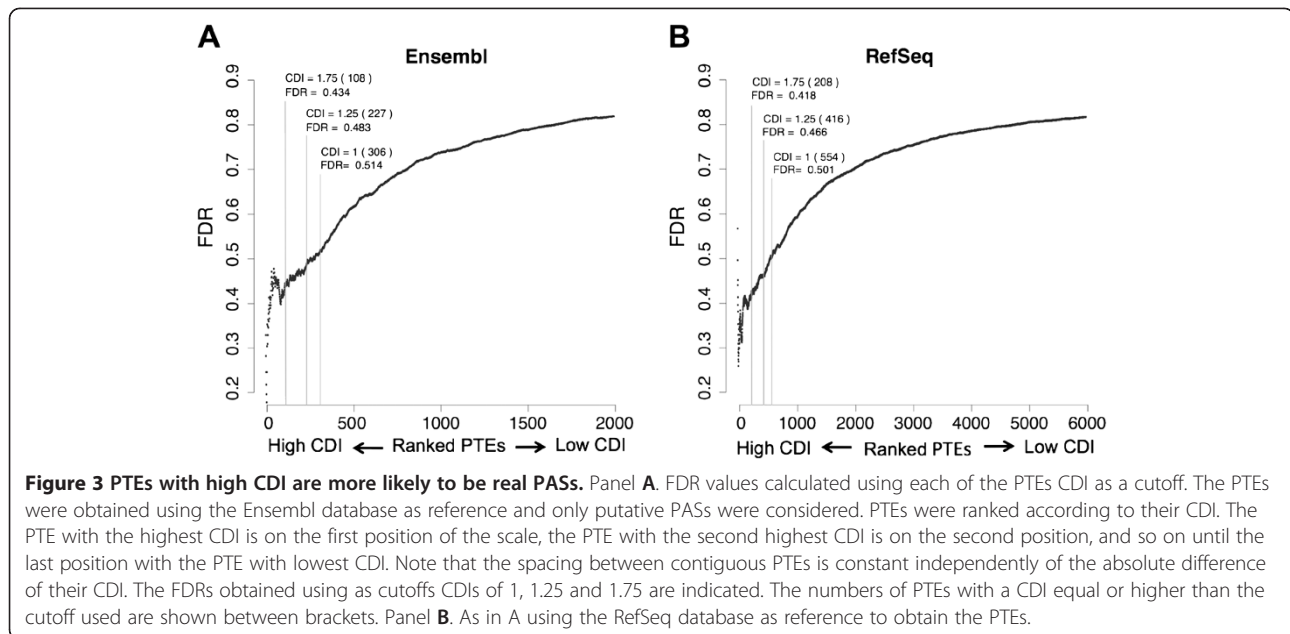 A
Ensembl
CDI = 1.75 ( 108)
FDR = 0.434
CDI = 1.25 (227)
FDR = 0.483
CDI = 1 (306)
FDR= 0.514
FDR
0.9
0.8
0.7
0.6
0.5
0.4
0.3
0.2
0 500 1000 1500 2000
High CDI ← Ranked PTEs → Low CDI
B
RefSeq
CDI = 1.75 (208)
FDR = 0.418
CDI = 1.25 (416)
FDR = 0.466
CDI = 1 (554)
FDR= 0.501
FDR
0.9
0.8
0.7
0.6
0.5
0.4
0.3
0.2
0 1000 2000 3000 4000 5000 6000
High CDI ← Ranked PTEs → Low CDI
Figure 3 PTEs with high CDI are more likely to be real PASs. Panel A. FDR values calculated using each of the PTEs CDI as a cutoff. The PTEs
were obtained using the Ensembl database as reference and only putative PASs were considered. PTEs were ranked according to their CDI. The
PTE with the highest CDI is on the first position of the scale, the PTE with the second highest CDI is on the second position, and so on until the
last position with the PTE with lowest CDI. Note that the spacing between contiguous PTEs is constant independently of the absolute difference
of their CDI. The FDRs obtained using as cutoffs CDIs of 1, 1.25 and 1.75 are indicated. The numbers of PTEs with a CDI equal or higher than the
cutoff used are shown between brackets. Panel B. As in A using the RefSeq database as reference to obtain the PTEs.